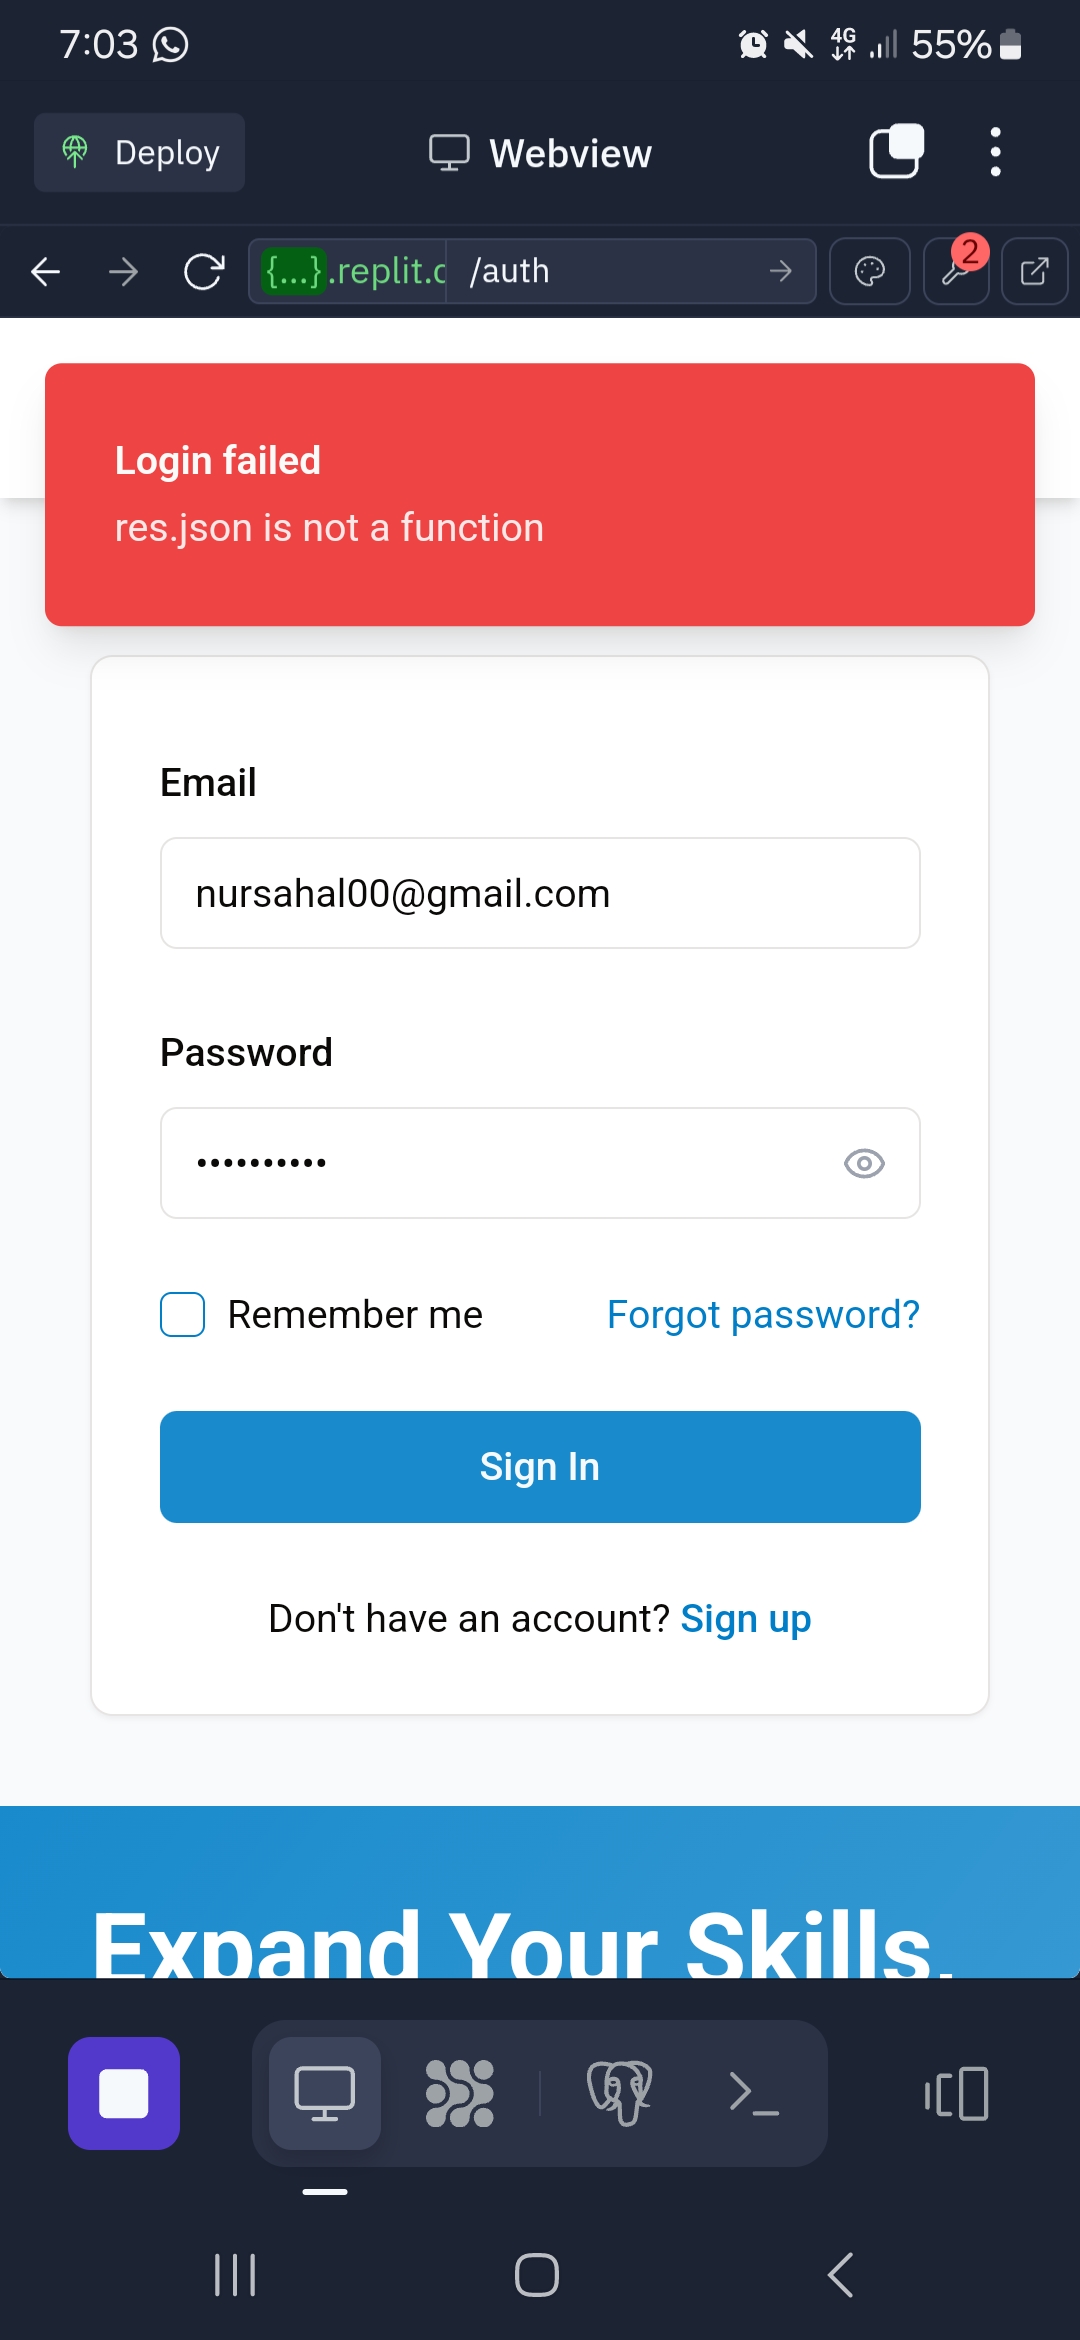 7:03
4G
55%
Deploy
Webview
{...}.replit.c
/auth
2
Login failed
res.json is not a function
Email
nursahal00@gmail.com
Password
Remember me
Forgot password?
Sign In
Don't have an account? Sign up
Expand Your Skills,